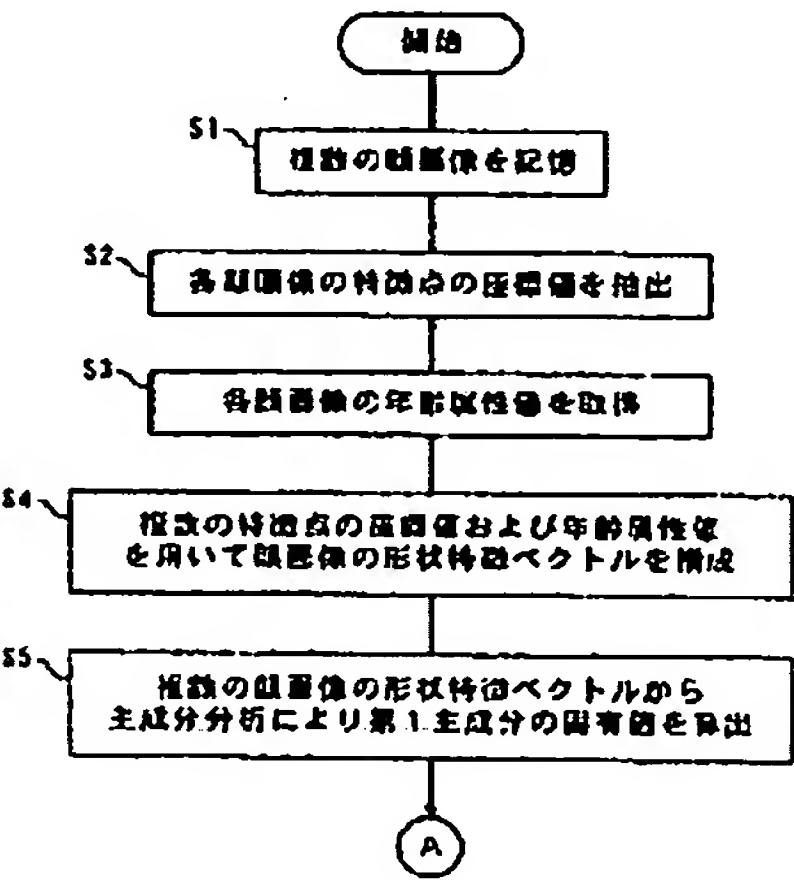 開始
S1
複数の顔画像を記憶
S2
各顔画像の特徴点の座標値を抽出
S3
各顔画像の年齢属性値を取得
S4
複数の特徴点の座標値および年齢属性値
を用いて顔画像の形状特徴ベクトルを構成
S5
複数の顔画像の形状特徴ベクトルから
主成分分析により第1主成分の固有値を算出
A